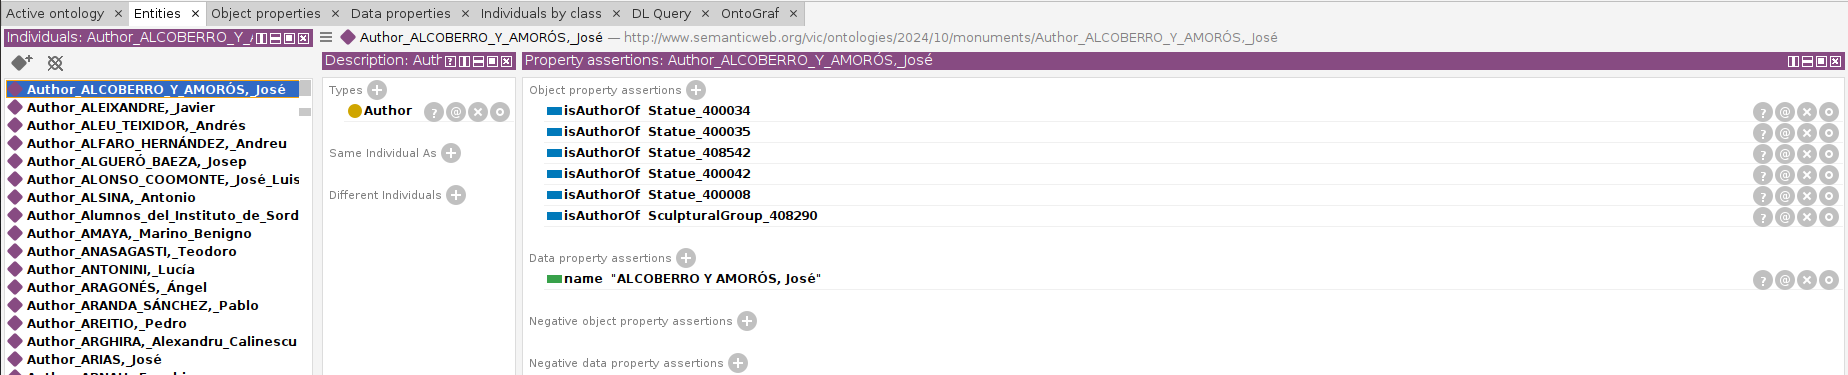 Active ontology × Entities × Object properties × Data properties × Individuals by class × DL Query × OntoGraf ×
Individuals: Author_ALCOBERRO_Y_
Author_ALCOBERRO_Y_AMORÓS,_José — http://www.semanticweb.org/vic/ontologies/2024/10/monuments/Author_ALCOBERRO_Y_AMORÓS,_José
Author_ALCOBERRO_Y_AMORÓS,_José
Author_ALEIXANDRE,_Javier
Author_ALEU_TEIXIDOR,_Andrés
Author_ALFARO_HERNÁNDEZ,_Andreu
Author_ALGUERÓ_BAEZA,_Josep
Author_ALONSO_COOMONTE,_José_Luis
Author_ALSINA,_Antonio
Author_Alumnos_del_Instituto_de_Sord
Author_AMAYA,_Marino_Benigno
Author_ANASAGASTI,_Teodoro
Author_ANTONINI,_Lucía
Author_ARAGONÉS,_Ángel
Author_ARANDA_SÁNCHEZ,_Pablo
Author_AREITIO,_Pedro
Author_ARGHIRA,_Alexandru_Calinescu
Author_ARIAS,_José
Description: Auth
Types
Author
Same Individual As
Different Individuals
Property assertions: Author_ALCOBERRO_Y_AMORÓS,_José
Object property assertions
isAuthorOf Statue_400034
isAuthorOf Statue_400035
isAuthorOf Statue_408542
isAuthorOf Statue_400042
isAuthorOf Statue_400008
isAuthorOf SculpturalGroup_408290
Data property assertions
name "ALCOBERRO Y AMORÓS, José"
Negative object property assertions
Negative data property assertions